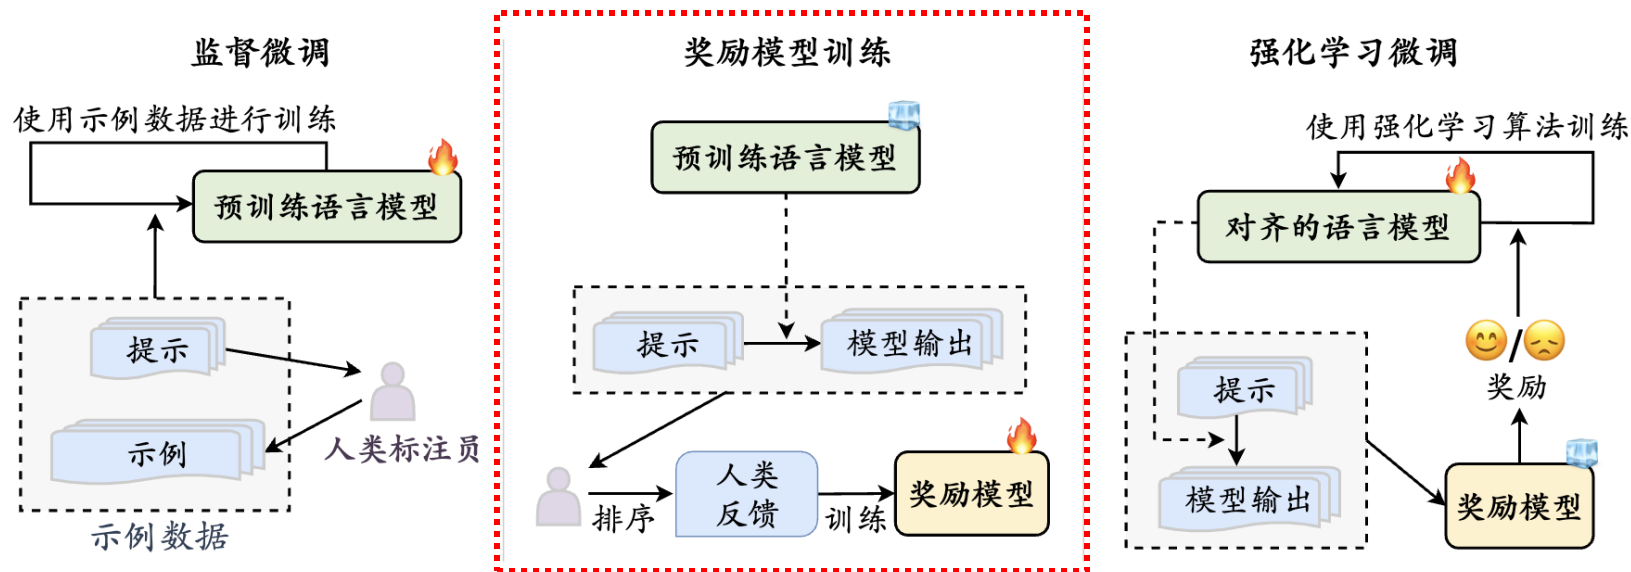 监督微调
使用示例数据进行训练
预训练语言模型
提示
示例
人类标注员
示例数据
奖励模型训练
预训练语言模型
提示
模型输出
排序
人类
反馈
训练
奖励模型
强化学习微调
使用强化学习算法训练
对齐的语言模型
提示
模型输出
/
奖励
奖励模型